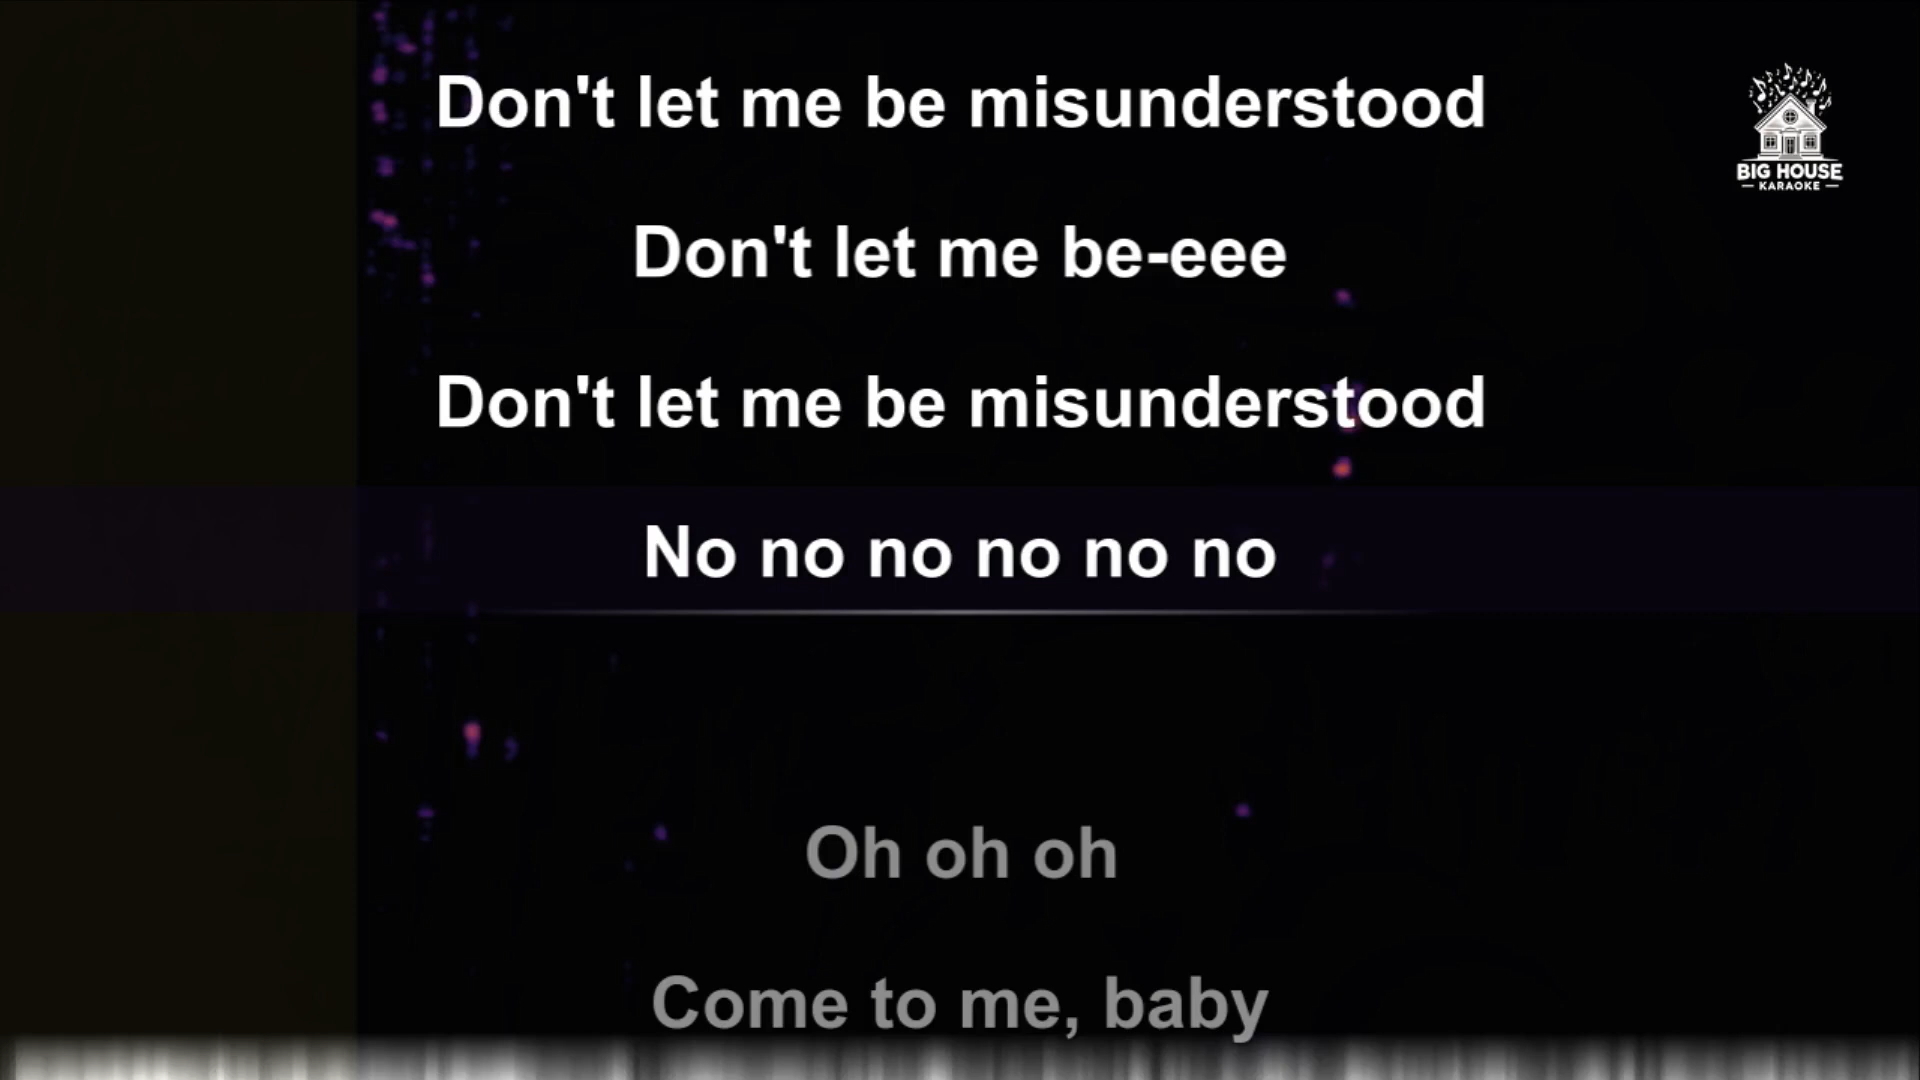 Don't let me be misunderstood
BIG HOUSE
KARAOKE
Don't let me be-eee
Don't let me be misunderstood
No no no no no no
Oh oh oh
Come to me, baby